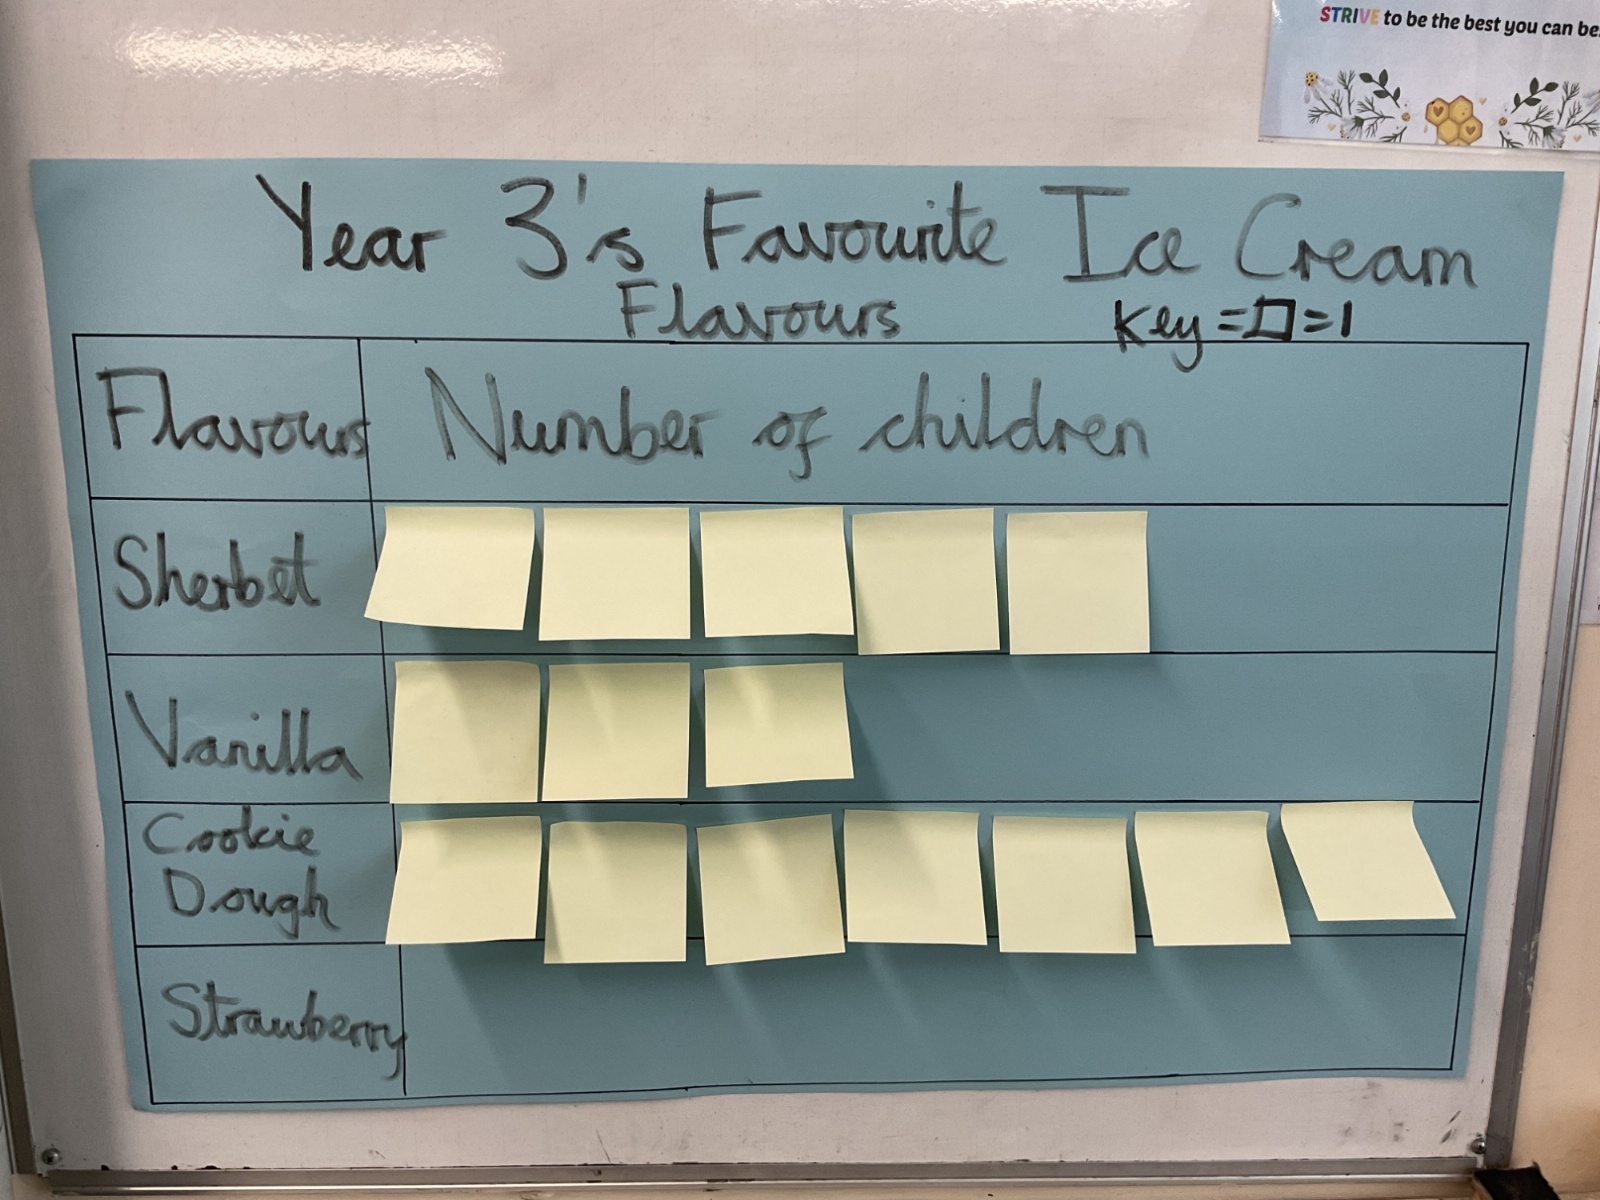 STRIVE to be the best you can be.
Year 3's Favourite Ice Cream
Flavours Key = □ = 1
Flavours Number of children
Sherbet
Vanilla
Cookie
Dough
Strawberry